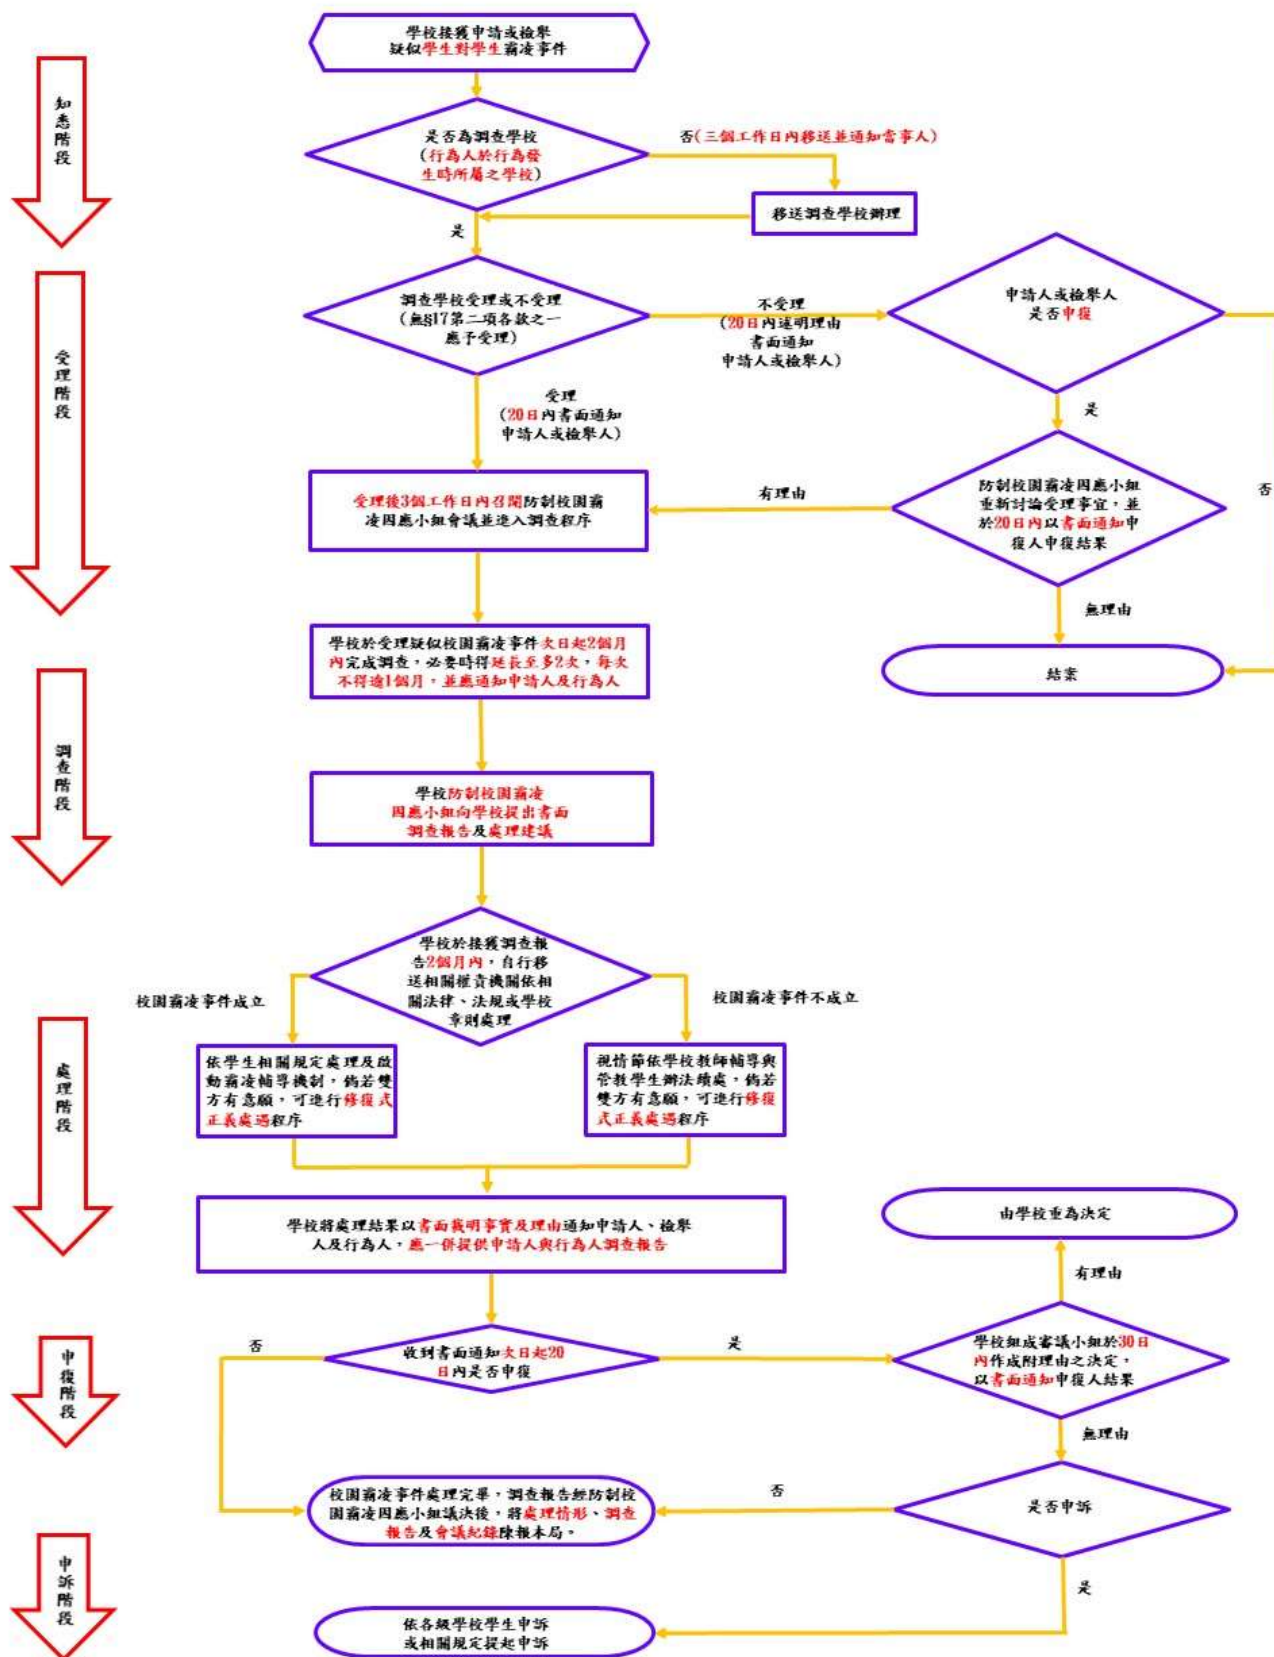 學校接獲申請或檢舉
疑似學生對學生霸凌事件
知悉階段
是否為調查學校
(行為人於行為發
生時所屬之學校)
否(三個工作日內移送並通知當事人)
移送調查學校辦理
是
受理階段
調查學校受理或不受理
(無§17第二項各款之一
應予受理)
不受理
(20日內述明理由
書面通知
申請人或檢舉人)
申請人或檢舉人
是否申復
受理
(20日內書面通知
申請人或檢舉人)
是
否
受理後3個工作日內召開防制校園霸
凌因應小組會議並進入調查程序
有理由
防制校園霸凌因應小組
重新討論受理事宜，並
於20日內以書面通知申
復人申復結果
無理由
結案
調查階段
學校於受理疑似校園霸凌事件次日起2個月
內完成調查，必要時得延長至多2次，每次
不得逾1個月，並應通知申請人及行為人
學校防制校園霸凌
因應小組向學校提出書面
調查報告及處理建議
處理階段
學校於接獲調查報
告2個月內，自行移
送相關權責機關依相
關法律、法規或學校
章則處理
校園霸凌事件成立
校園霸凌事件不成立
依學生相關規定處理及啟
動霸凌輔導機制，倘若雙
方有意願，可進行修復式
正義處遇程序
視情節依學校教師輔導與
管教學生辦法續處，倘若
雙方有意願，可進行修復
式正義處遇程序
學校將處理結果以書面載明事實及理由通知申請人、檢舉
人及行為人，應一併提供申請人與行為人調查報告
由學校重為決定
有理由
申復階段
否
收到書面通知次日起20
日內是否申復
是
學校組成審議小組於30日
內作成附理由之決定，
以書面通知申復人結果
無理由
校園霸凌事件處理完畢，調查報告經防制校
園霸凌因應小組議決後，將處理情形、調查
報告及會議紀錄陳報本局。
否
是否申訴
是
申訴階段
依各級學校學生申訴
或相關規定提起申訴